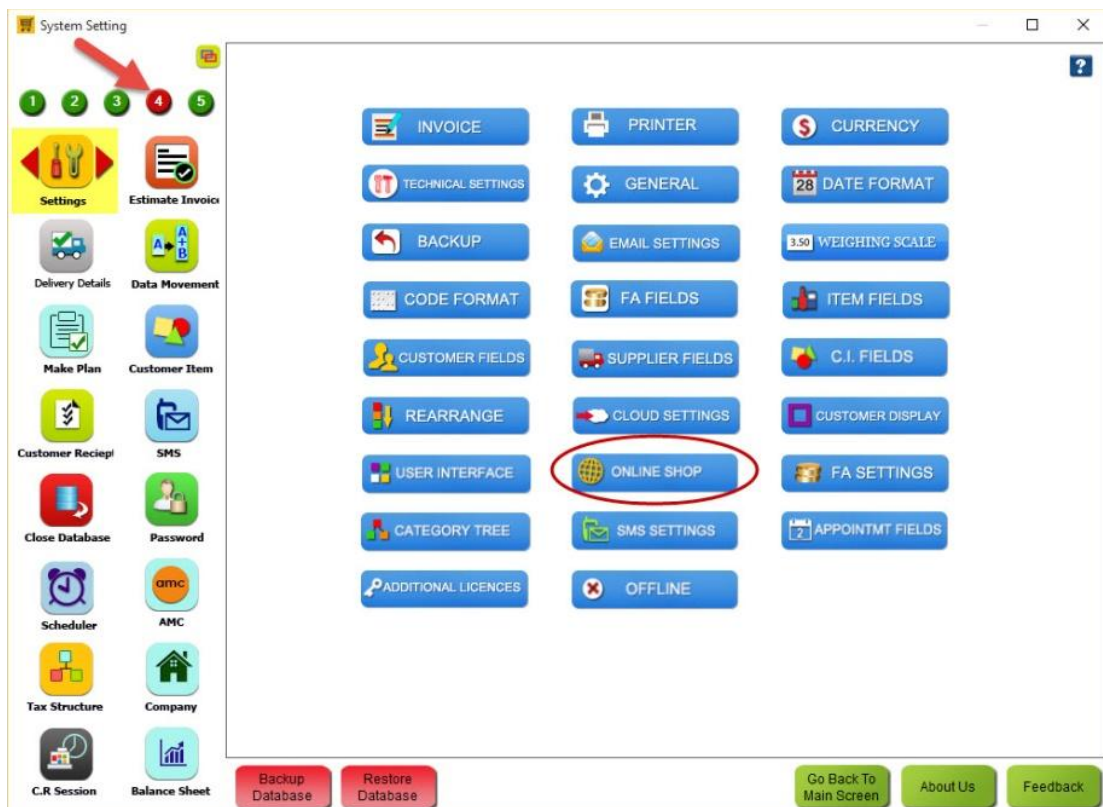 System Setting
?
1 2 3 4 5
Settings
Estimate Invoice
Delivery Details
A A+B
Data Movement
Make Plan
Customer Item
Customer Reciept
SMS
Close Database
Password
Scheduler
amc
AMC
Tax Structure
Company
C.R Session
Balance Sheet
INVOICE
PRINTER
$ CURRENCY
TECHNICAL SETTINGS
GENERAL
28 DATE FORMAT
BACKUP
EMAIL SETTINGS
3.50 WEIGHING SCALE
CODE FORMAT
FA FIELDS
ITEM FIELDS
CUSTOMER FIELDS
SUPPLIER FIELDS
C.I. FIELDS
REARRANGE
CLOUD SETTINGS
CUSTOMER DISPLAY
USER INTERFACE
ONLINE SHOP
FA SETTINGS
CATEGORY TREE
SMS SETTINGS
2 APPOINTMT FIELDS
ADDITIONAL LICENCES
OFFLINE
Backup
Database
Restore
Database
Go Back To
Main Screen
About Us
Feedback